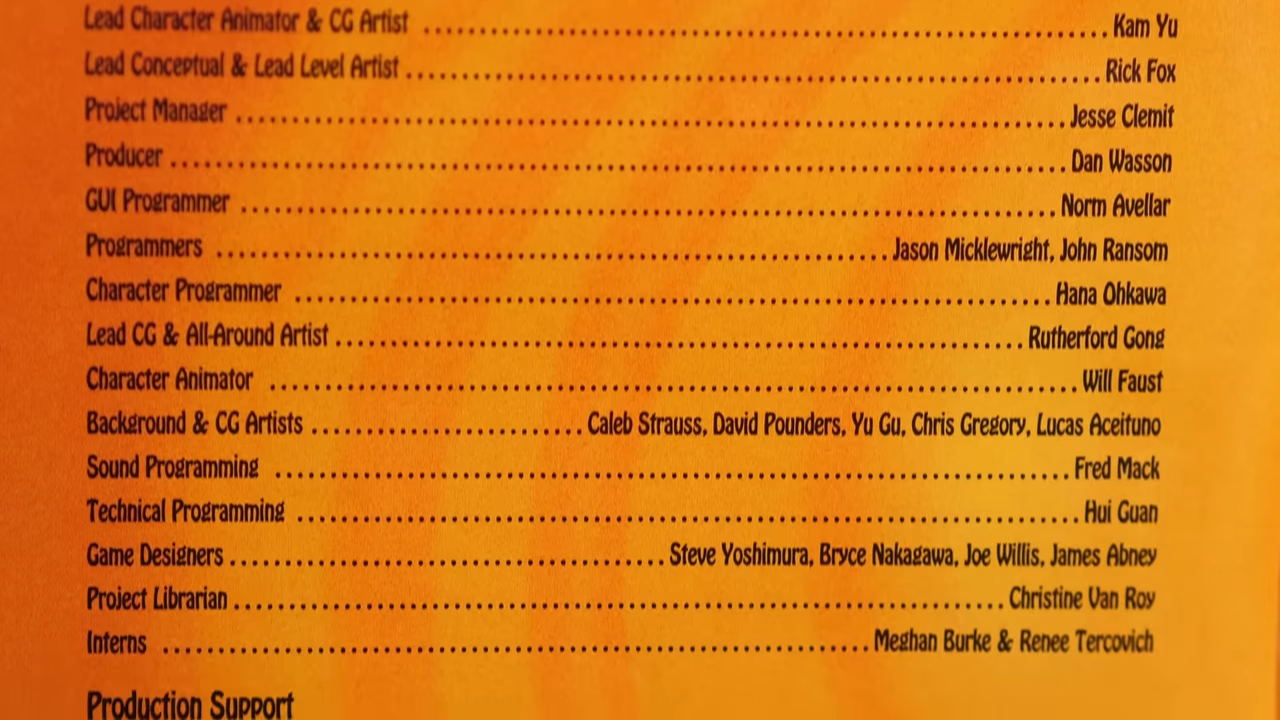 Lead Character Animator & CG Artist ........................................................ Kam Yu
Lead Conceptual & Lead Level Artist ........................................................ Rick Fox
Project Manager ........................................................ Jesse Clemit
Producer ........................................................ Dan Wasson
GUI Programmer ........................................................ Norm Avellar
Programmers ........................................................ Jason Micklewright, John Ransom
Character Programmer ........................................................ Hana Ohkawa
Lead CG & All-Around Artist ........................................................ Rutherford Gong
Character Animator ........................................................ Will Faust
Background & CG Artists ........................ Caleb Strauss, David Pounders, Yu Gu, Chris Gregory, Lucas Aceituno
Sound Programming ........................................................ Fred Mack
Technical Programming ........................................................ Hui Guan
Game Designers ........................................ Steve Yoshimura, Bryce Nakagawa, Joe Willis, James Abney
Project Librarian ........................................................ Christine Van Roy
Interns ........................................................ Meghan Burke & Renee Tercovich
Production Support